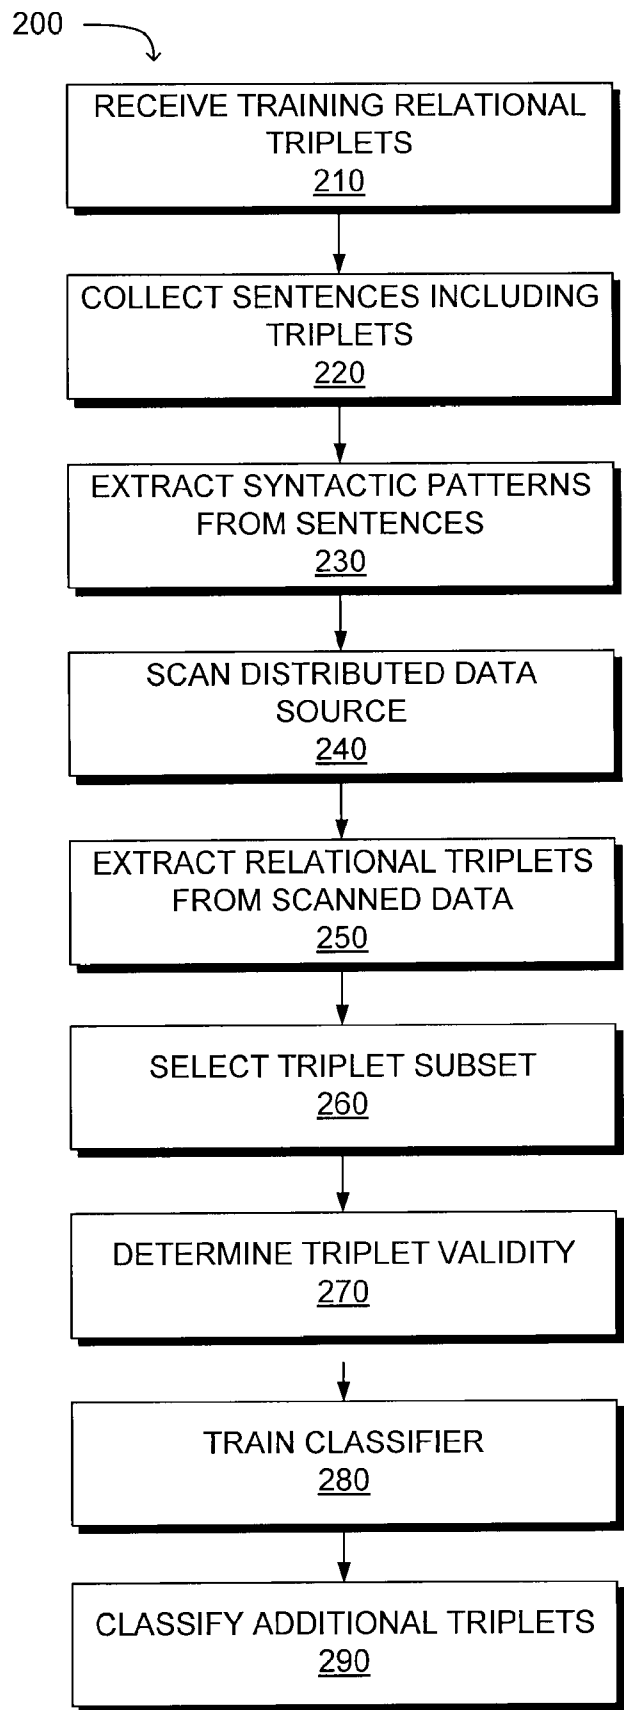 200
RECEIVE TRAINING RELATIONAL
TRIPLETS
210
COLLECT SENTENCES INCLUDING
TRIPLETS
220
EXTRACT SYNTACTIC PATTERNS
FROM SENTENCES
230
SCAN DISTRIBUTED DATA
SOURCE
240
EXTRACT RELATIONAL TRIPLETS
FROM SCANNED DATA
250
SELECT TRIPLET SUBSET
260
DETERMINE TRIPLET VALIDITY
270
TRAIN CLASSIFIER
280
CLASSIFY ADDITIONAL TRIPLETS
290